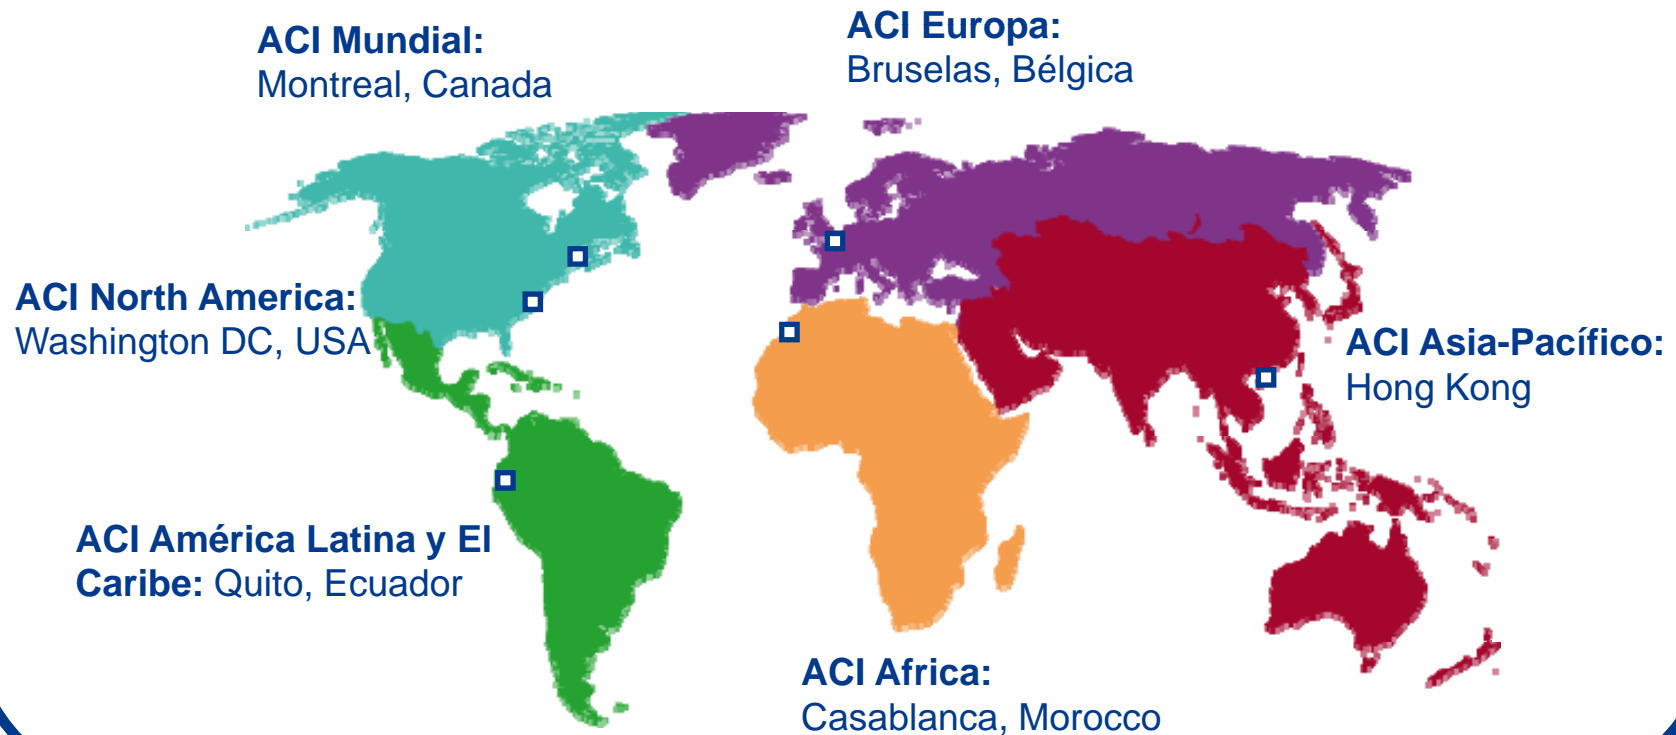 ACI Mundial:
Montreal, Canada
ACI Europa:
Bruselas, Bélgica
ACI North America:
Washington DC, USA
ACI Asia-Pacífico:
Hong Kong
ACI América Latina y El
Caribe: Quito, Ecuador
ACI Africa:
Casablanca, Morocco